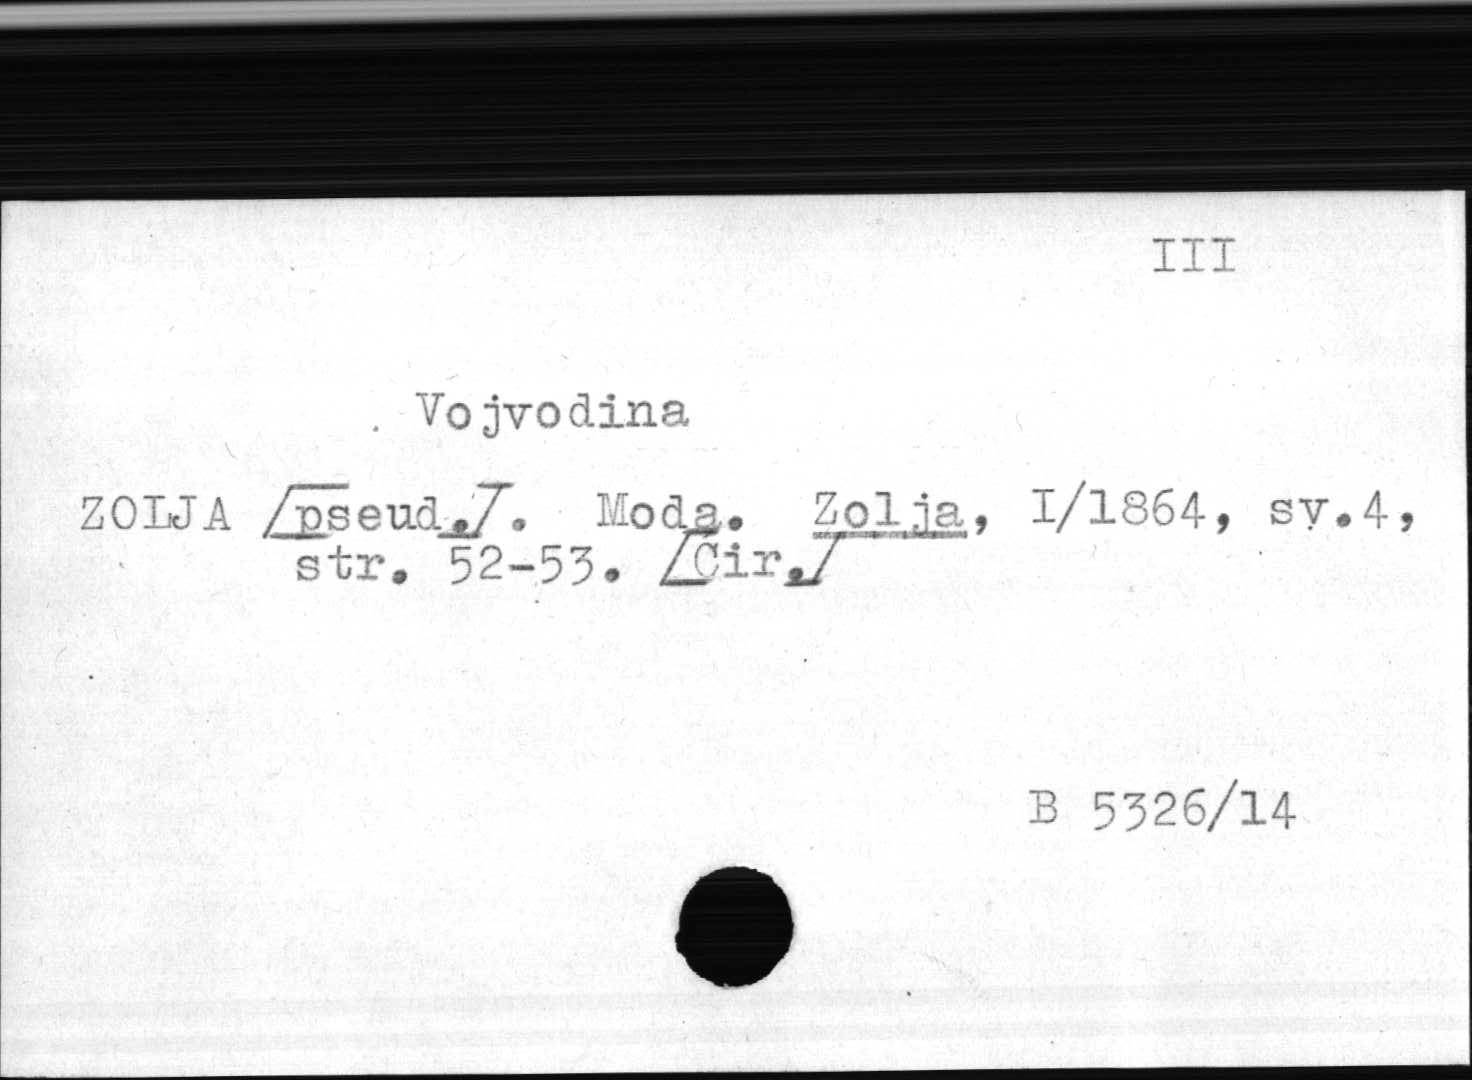 III
Vojvodina
ZOLJA [pseud.]. Moda. Zolja, I/1864, sv.4,
str. 52-53. [Cir.]
B 5326/14